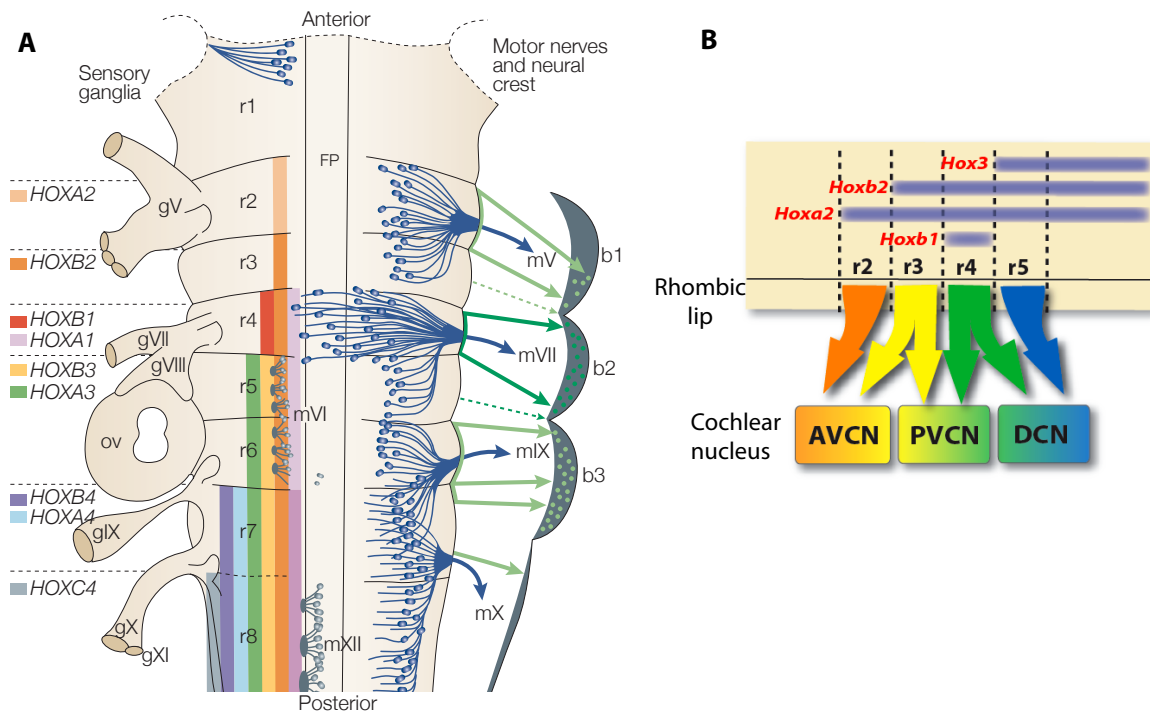 A
Anterior
Sensory
ganglia
Motor nerves
and neural
crest
r1
FP
HOXA2
gV
r2
mV
b1
HOXB2
r3
HOXB1
HOXA1
gVII
gVIII
r4
mVII
b2
HOXB3
HOXA3
r5
mVI
ov
r6
mIX
b3
HOXB4
HOXA4
gIX
r7
HOXC4
mX
gX
gXI
r8
mXII
Posterior
B
Hox3
Hoxb2
Hoxa2
Hoxb1
r2 r3 r4 r5
Rhombic
lip
Cochlear
nucleus
AVCN PVCN DCN